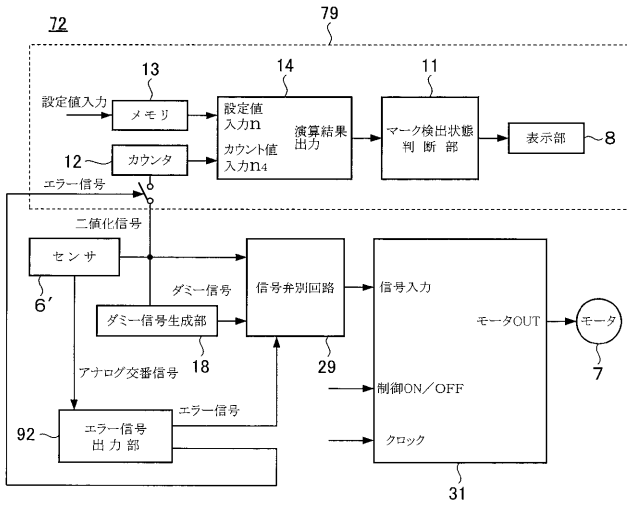 72
79
設定値入力
13
メモリ
14
設定値
入力n
演算結果
出力
カウント値
入力n4
11
マーク検出状態
判断部
表示部
8
12
カウンタ
エラー信号
二値化信号
センサ
6′
ダミー信号
ダミー信号生成部
18
信号弁別回路
29
信号入力
モータOUT
モータ
7
制御ON/OFF
クロック
31
アナログ交番信号
エラー信号
92
エラー信号
出力部